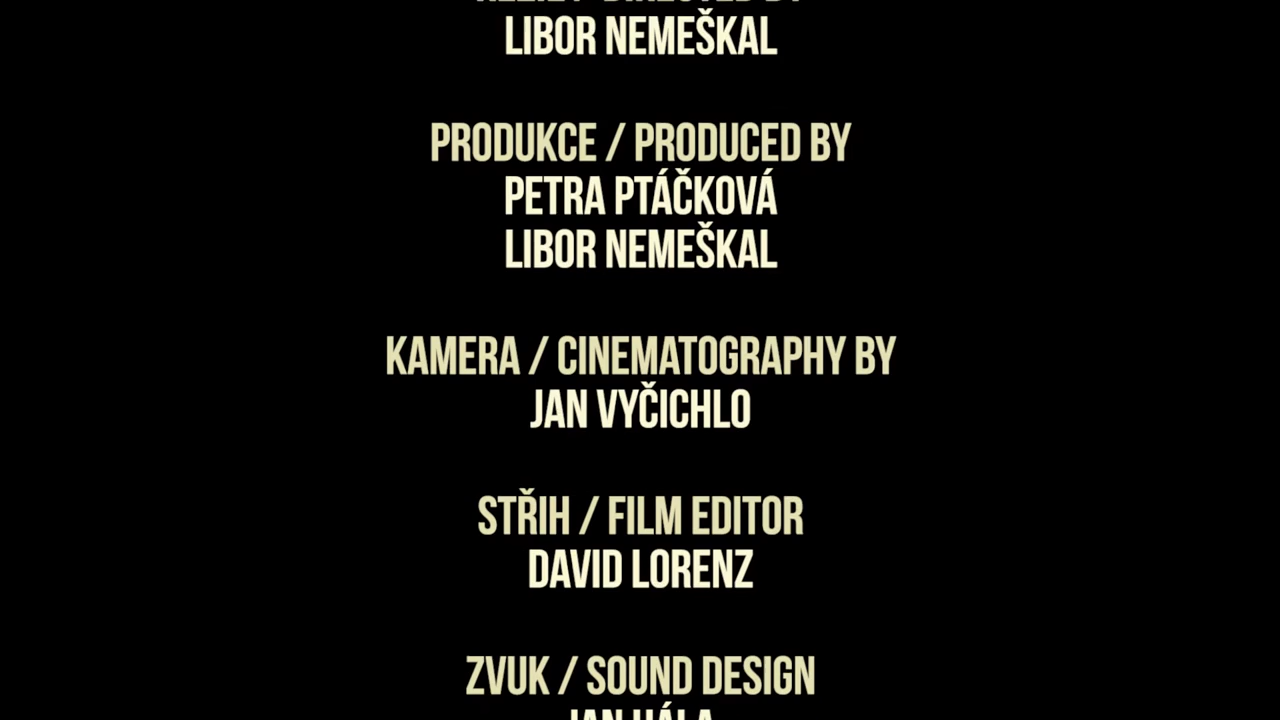 LIBOR NEMEŠKAL
PRODUKCE / PRODUCED BY
PETRA PTÁČKOVÁ
LIBOR NEMEŠKAL
KAMERA / CINEMATOGRAPHY BY
JAN VYČICHLO
STŘIH / FILM EDITOR
DAVID LORENZ
ZVUK / SOUND DESIGN